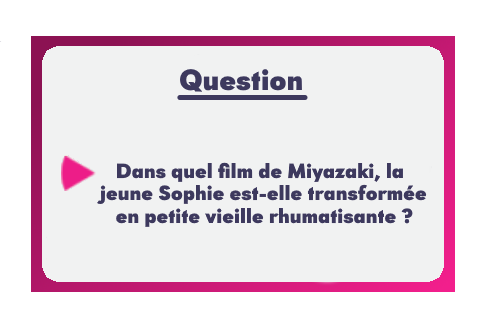 Question
Dans quel film de Miyazaki, la
jeune Sophie est-elle transformée
en petite vieille rhumatisante ?